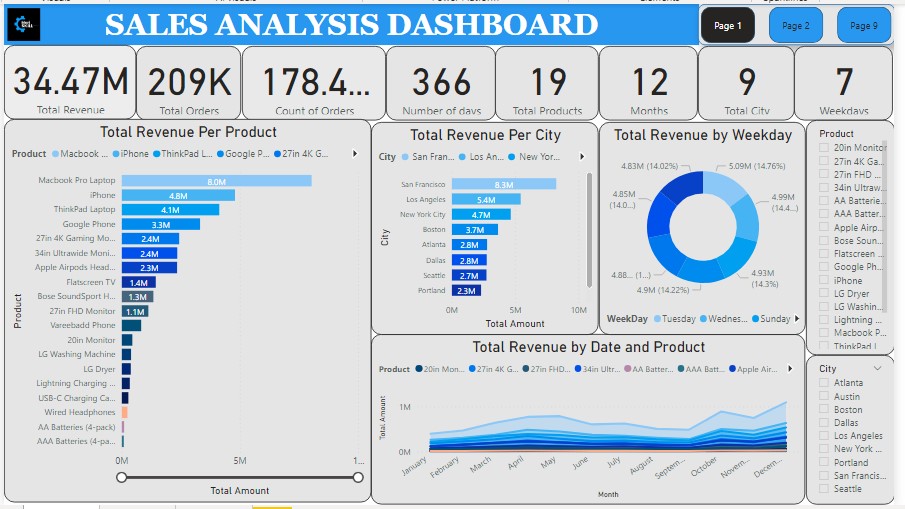 SALES ANALYSIS DASHBOARD
Page 1
Page 2
Page 9
34.47M
Total Revenue
209K
Total Orders
178.4...
Count of Orders
366
Number of days
19
Total Products
12
Months
9
Total City
7
Weekdays
Total Revenue Per Product
Product Macbook ... iPhone ThinkPad L... Google P... 27in 4K G...
Product
Macbook Pro Laptop 8.0M
iPhone 4.8M
ThinkPad Laptop 4.1M
Google Phone 3.3M
27in 4K Gaming Mo... 2.4M
34in Ultrawide Moni... 2.4M
Apple Airpods Head... 2.3M
Flatscreen TV 1.4M
Bose SoundSport H... 1.3M
27in FHD Monitor 1.1M
Vareebadd Phone
20in Monitor
LG Washing Machine
LG Dryer
Lightning Charging ...
USB-C Charging Ca...
Wired Headphones
AA Batteries (4-pack)
AAA Batteries (4-pa...
0M 5M 1...
Total Amount
Total Revenue Per City
City San Fran... Los An... New Yor...
City
San Francisco 8.3M
Los Angeles 5.4M
New York City 4.7M
Boston 3.7M
Atlanta 2.8M
Dallas 2.8M
Seattle 2.7M
Portland 2.3M
0M 5M 10M
Total Amount
Total Revenue by Weekday
4.83M (14.02%)
5.09M (14.76%)
4.85M
(14.0...)
4.99M
(14.4...)
4.88... (1...)
4.93M
(14.3%)
4.9M (14.22%)
WeekDay Tuesday Wednes... Sunday
Total Revenue by Date and Product
Product 20in Mon... 27in 4K G... 27in FHD... 34in Ultr... AA Batter... AAA Batt... Apple Air...
Total Amount
1M
0M
January February March April May June July August Septem... October Novem... Decem...
Month
Product
20in Monitor
27in 4K Ga...
27in FHD ...
34in Ultraw...
AA Batterie...
AAA Batter...
Apple Airp...
Bose Soun...
Flatscreen ...
Google Ph...
iPhone
LG Dryer
LG Washin...
Lightning ...
Macbook P...
ThinkPad L...
City
Atlanta
Austin
Boston
Dallas
Los Angeles
New York ...
Portland
San Francis...
Seattle